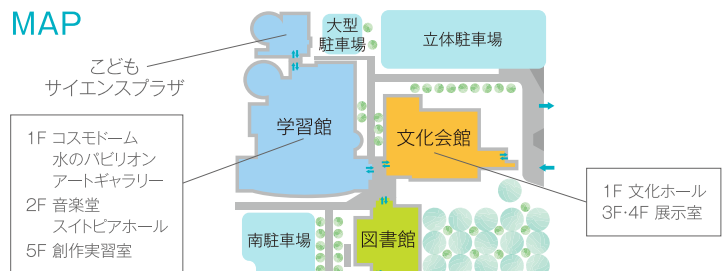 MAP
大型
駐車場
立体駐車場
こども
サイエンスプラザ
学習館
文化会館
1F コスモドーム
水のパビリオン
アートギャラリー
2F 音楽堂
スイトピアホール
5F 創作実習室
1F 文化ホール
3F・4F 展示室
南駐車場
図書館